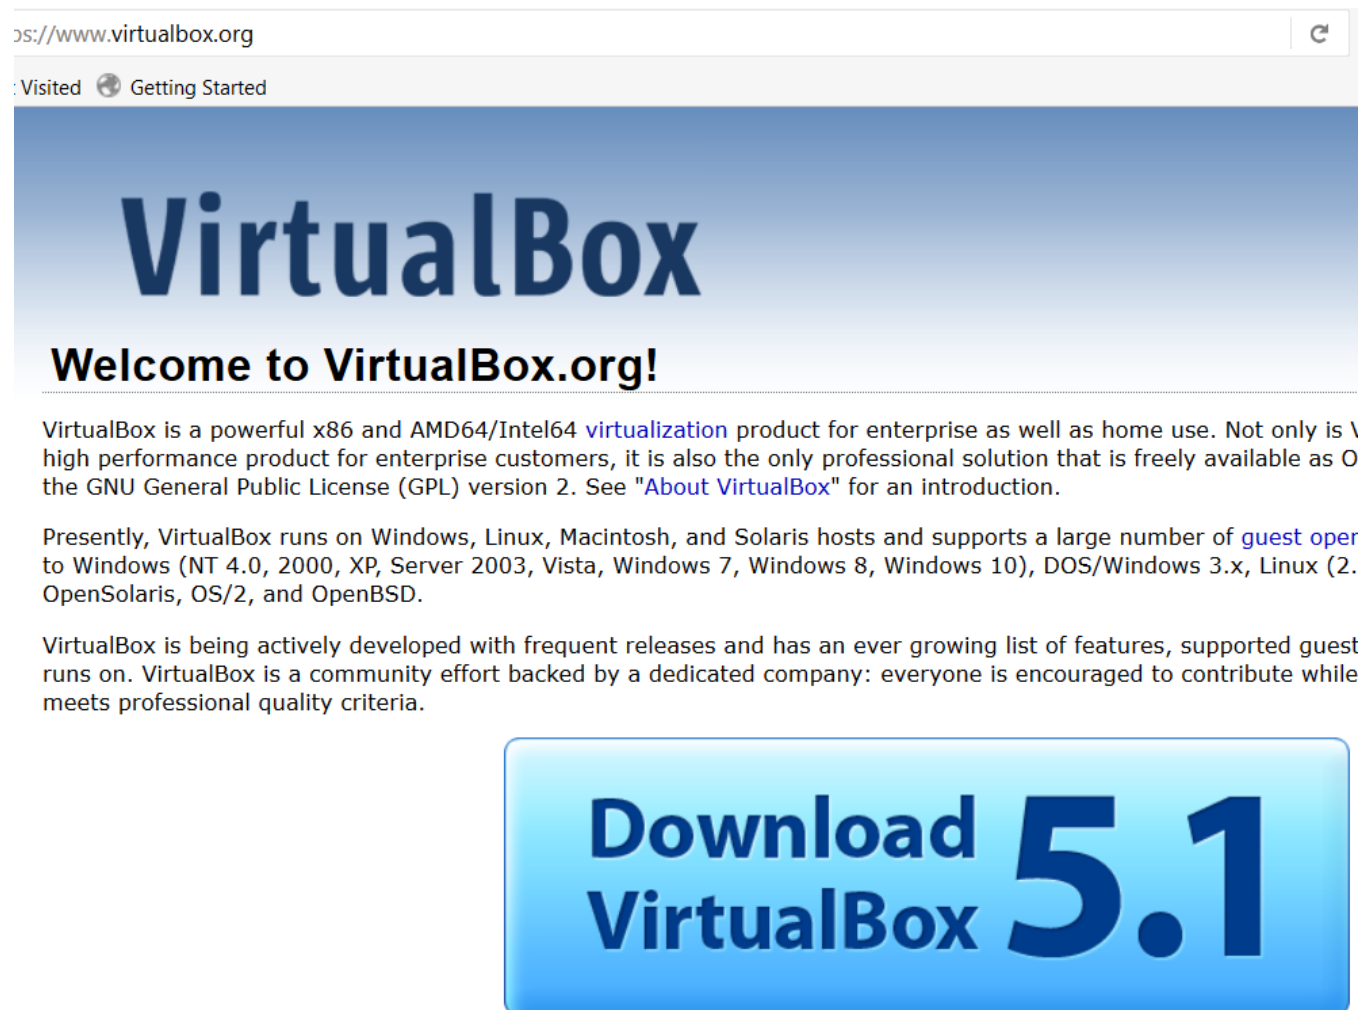 os://www.virtualbox.org
Visited Getting Started
VirtualBox
Welcome to VirtualBox.org!
VirtualBox is a powerful x86 and AMD64/Intel64 virtualization product for enterprise as well as home use. Not only is
high performance product for enterprise customers, it is also the only professional solution that is freely available as O
the GNU General Public License (GPL) version 2. See "About VirtualBox" for an introduction.
Presently, VirtualBox runs on Windows, Linux, Macintosh, and Solaris hosts and supports a large number of guest oper
to Windows (NT 4.0, 2000, XP, Server 2003, Vista, Windows 7, Windows 8, Windows 10), DOS/Windows 3.x, Linux (2.
OpenSolaris, OS/2, and OpenBSD.
VirtualBox is being actively developed with frequent releases and has an ever growing list of features, supported guest
runs on. VirtualBox is a community effort backed by a dedicated company: everyone is encouraged to contribute while
meets professional quality criteria.
Download
VirtualBox 5.1